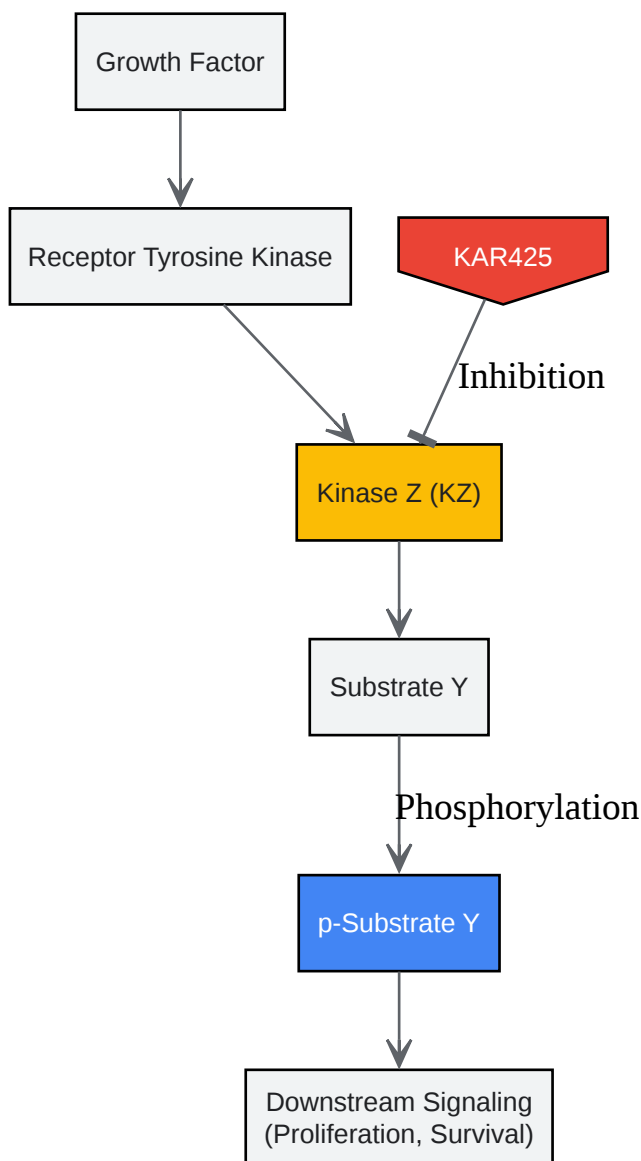 Growth Factor
Receptor Tyrosine Kinase
KAR425
Inhibition
Kinase Z (KZ)
Substrate Y
Phosphorylation
p-Substrate Y
Downstream Signaling
(Proliferation, Survival)